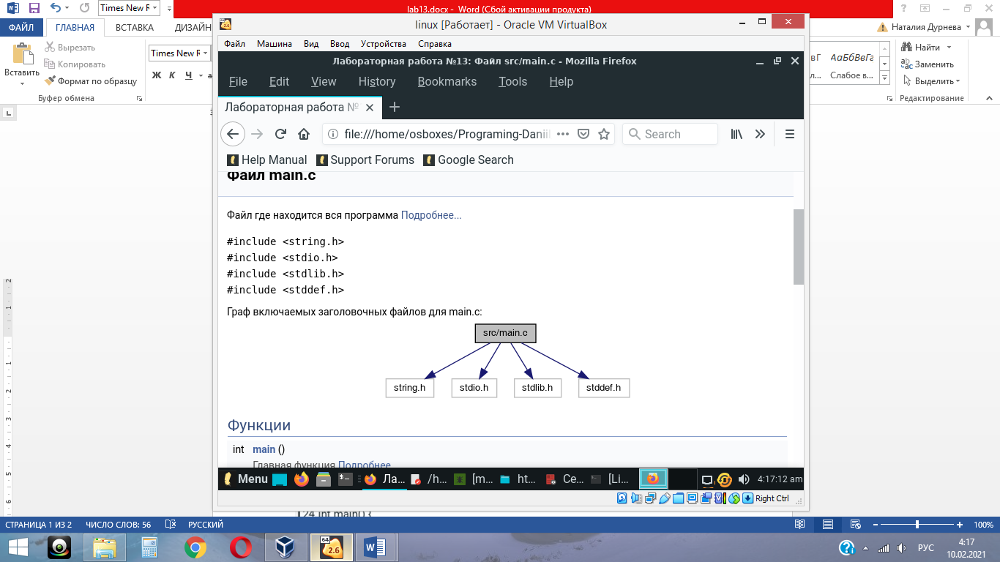 lab13.docx - Word (Сбой активации продукта)
Times New R
ФАЙЛ ГЛАВНАЯ ВСТАВКА ДИЗАЙН
Наталия Дурнева
Вставить
Вырезать
Копировать
Формат по образцу
Буфер обмена
Times New R
Ж К Ч
АаБбВвГг
Слабое в...
Найти
Заменить
Выделить
Редактирование
linux [Работает] - Oracle VM VirtualBox
Файл Машина Вид Ввод Устройства Справка
Лабораторная работа №13: Файл src/main.c - Mozilla Firefox
File Edit View History Bookmarks Tools Help
Лабораторная работа №
file:///home/osboxes/Programing-Daniil
Search
Help Manual Support Forums Google Search
Файл main.c
Файл где находится вся программа Подробнее...
#include <string.h>
#include <stdio.h>
#include <stdlib.h>
#include <stddef.h>
Граф включаемых заголовочных файлов для main.c:
src/main.c
string.h stdio.h stdlib.h stddef.h
Функции
int main ()
Главная функция Подробнее
Menu Ла... /h... [m... ht... Се... [Li... 4:17:12 am
Right Ctrl
24 int main()
СТРАНИЦА 1 ИЗ 2 ЧИСЛО СЛОВ: 56 РУССКИЙ 100%
64 2.6
РУС
4:17
10.02.2021